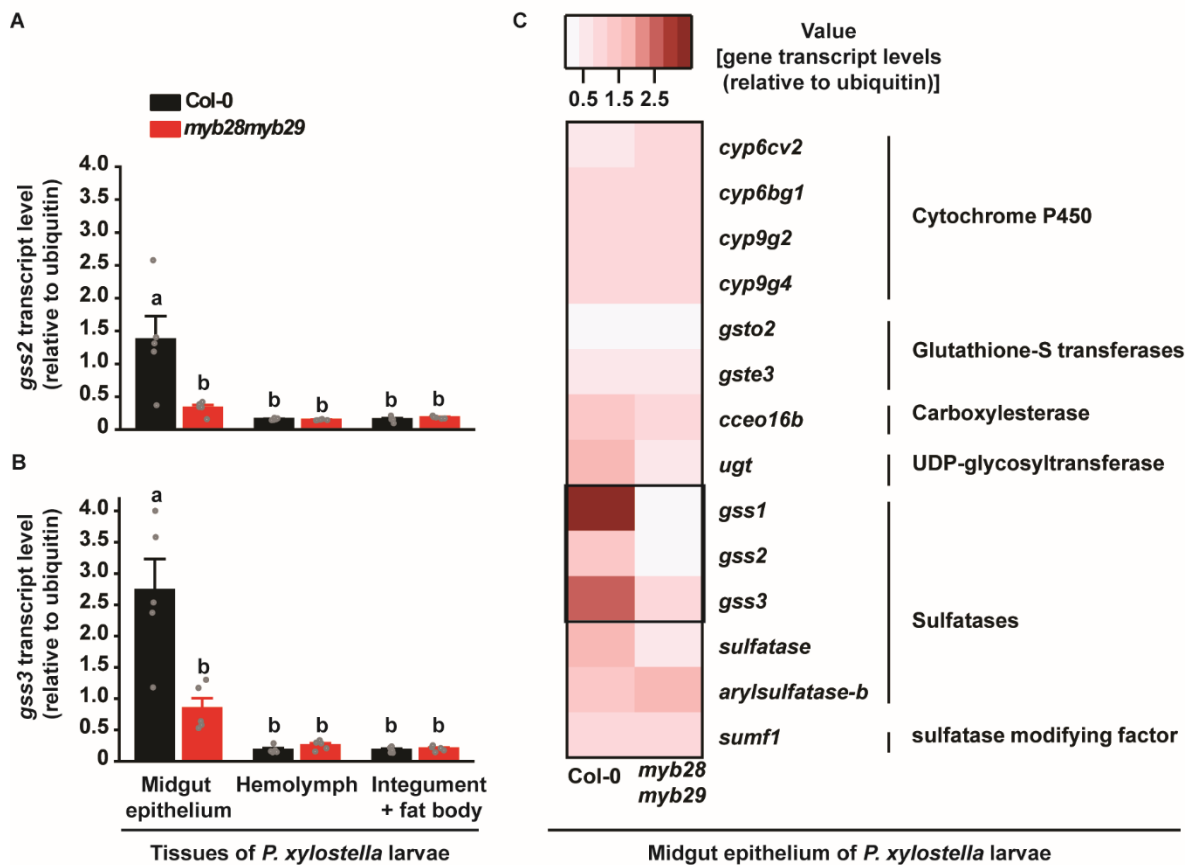 A
Col-0
myb28myb29
gss2 transcript level
(relative to ubiquitin)
4.0
3.5
3.0
2.5
2.0
1.5
1.0
0.5
0
a
b
b
b
b
b
B
gss3 transcript level
(relative to ubiquitin)
4.0
3.5
3.0
2.5
2.0
1.5
1.0
0.5
0
a
b
b
b
b
b
Midgut
epithelium
Hemolymph
Integument
+ fat body
Tissues of P. xylostella larvae
C
Value
[gene transcript levels
(relative to ubiquitin)]
0.5 1.5 2.5
cyp6cv2
cyp6bg1
cyp9g2
cyp9g4
gsto2
gste3
cceo16b
ugt
gss1
gss2
gss3
sulfatase
arylsulfatase-b
sumf1
Cytochrome P450
Glutathione-S transferases
Carboxylesterase
UDP-glycosyltransferase
Sulfatases
sulfatase modifying factor
Col-0
myb28
myb29
Midgut epithelium of P. xylostella larvae